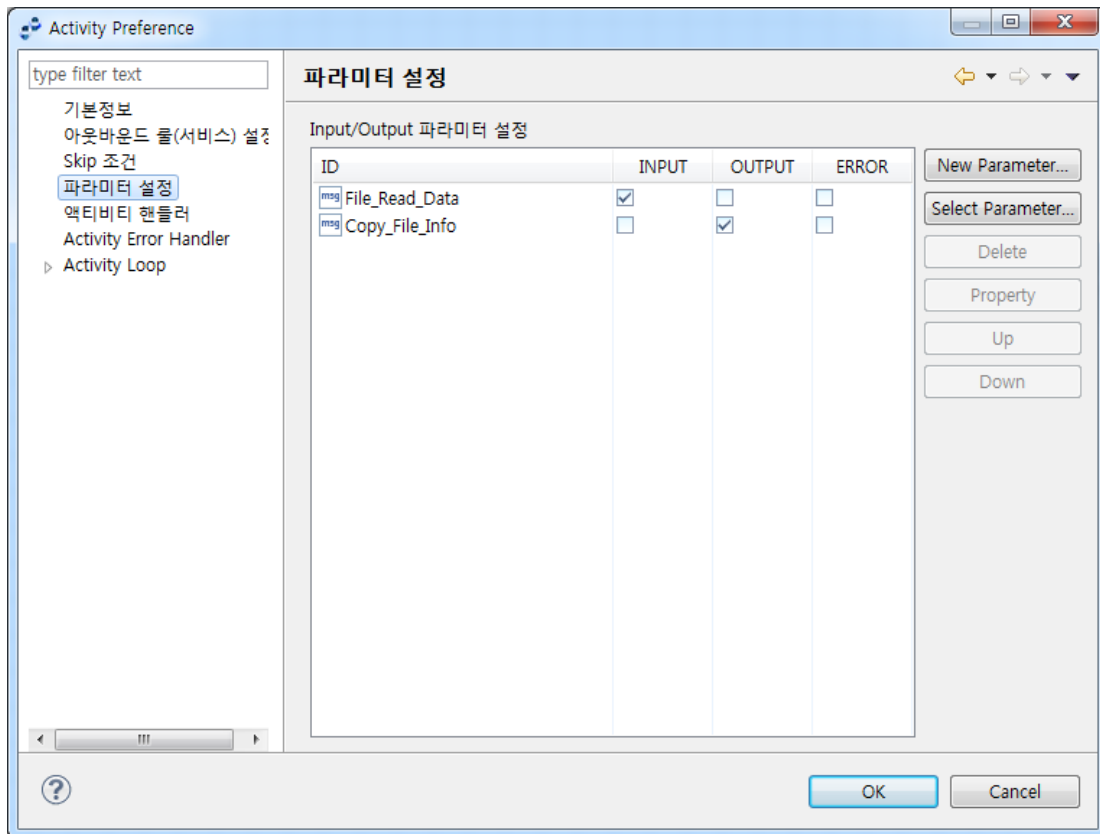 Activity Preference
type filter text
기본정보
아웃바운드 룰(서비스) 설정
Skip 조건
파라미터 설정
액티비티 핸들러
Activity Error Handler
Activity Loop
파라미터 설정
Input/Output 파라미터 설정
ID INPUT OUTPUT ERROR
msg File_Read_Data
msg Copy_File_Info
New Parameter...
Select Parameter...
Delete
Property
Up
Down
OK Cancel